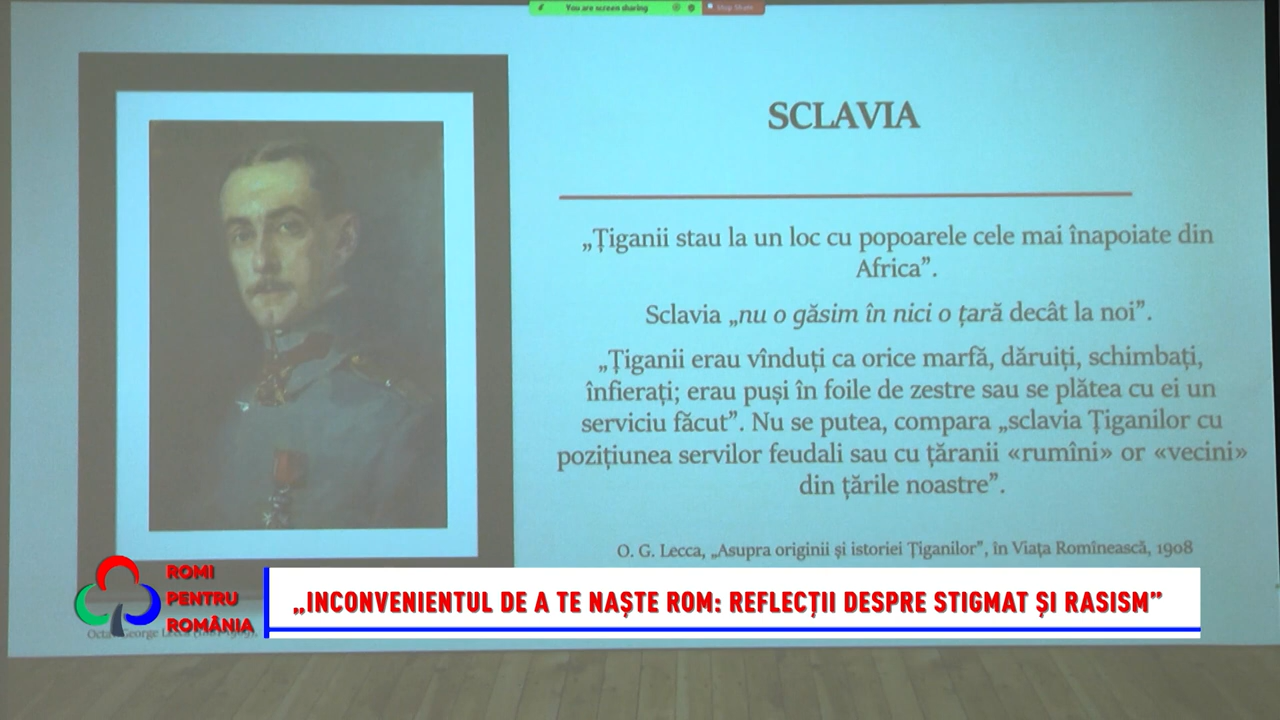 You are screen sharing
Stop Share
SCLAVIA
„Țiganii stau la un loc cu popoarele cele mai înapoiate din
Africa”.
Sclavia „nu o găsim în nici o țară decât la noi”.
„Țiganii erau vînduți ca orice marfă, dăruiți, schimbați,
înfierați; erau puși în foile de zestre sau se plătea cu ei un
serviciu făcut”. Nu se putea, compara „sclavia Țiganilor cu
pozițiunea servilor feudali sau cu țăranii «rumîni» or «vecini»
din țările noastre”.
O. G. Lecca, „Asupra originii și istoriei Țiganilor”, în Viața Romînească, 1908
ROMI
PENTRU
ROMÂNIA
„INCONVENIENTUL DE A TE NAȘTE ROM: REFLECȚII DESPRE STIGMAT ȘI RASISM”
George